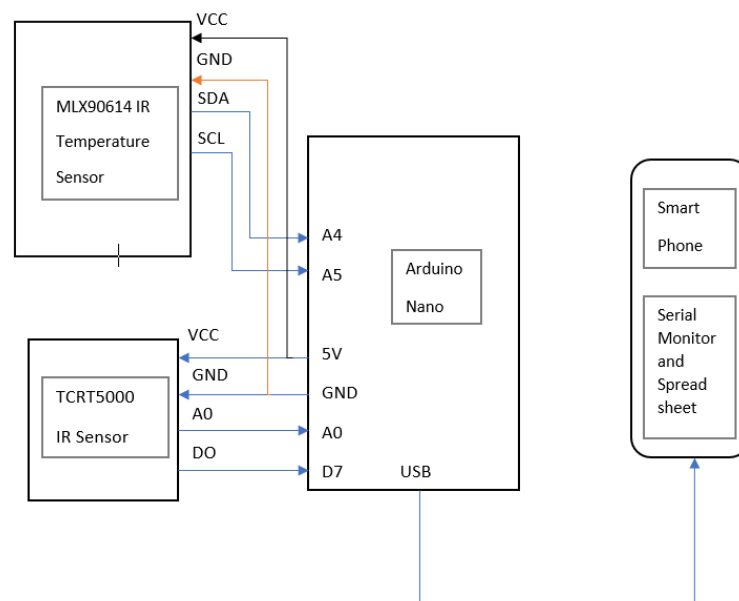 VCC
GND
SDA
SCL
MLX90614 IR
Temperature
Sensor
A4
A5
Arduino
Nano
5V
GND
A0
D7
USB
VCC
GND
A0
DO
TCRT5000
IR Sensor
Smart
Phone
Serial
Monitor
and
Spread
sheet